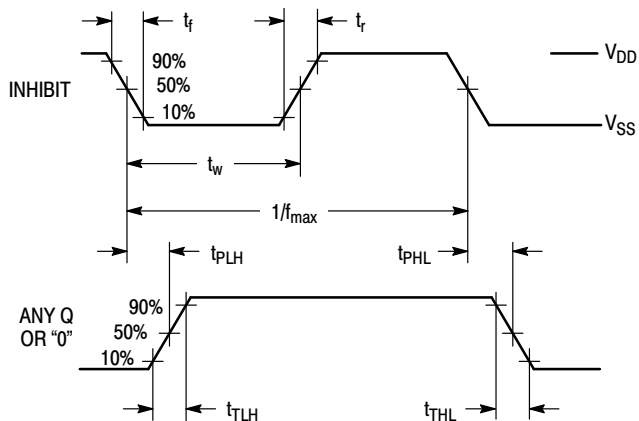 t_f
t_r
90%
V_DD
INHIBIT
50%
10%
V_SS
t_w
1/f_max
t_PLH
t_PHL
ANY Q
OR “0”
90%
50%
10%
t_TLH
t_THL